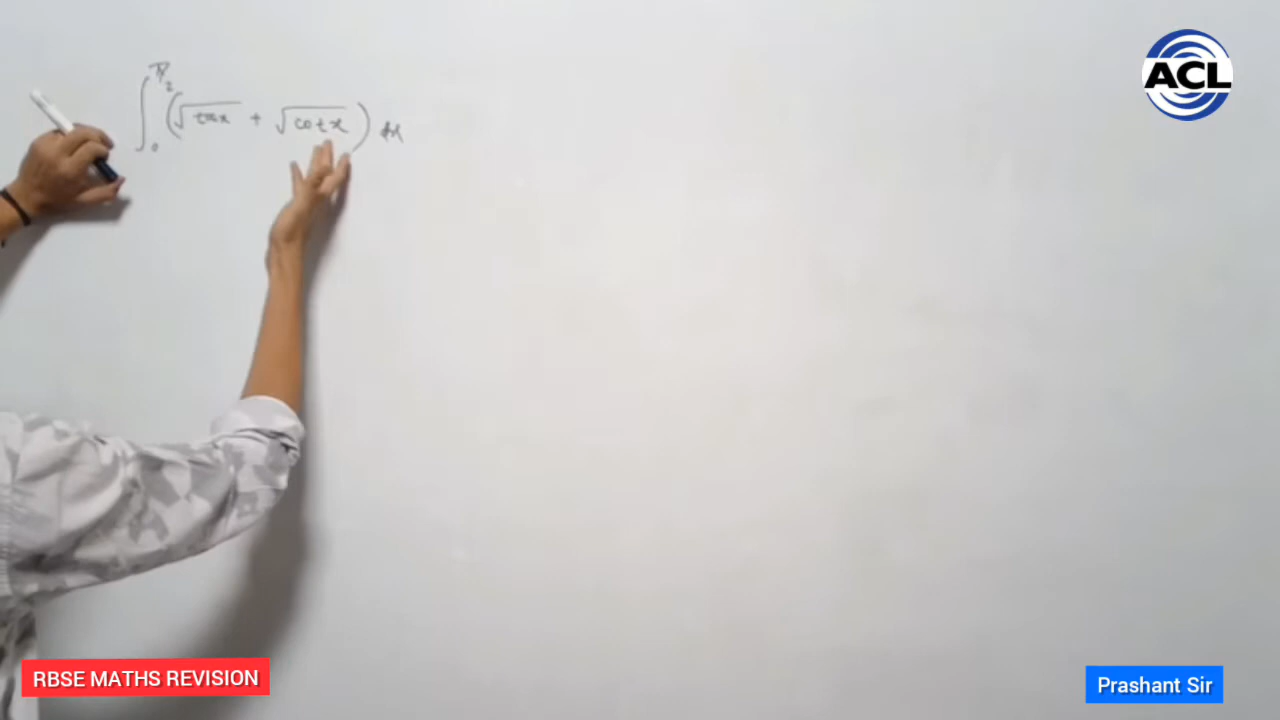 ∫₀^{π/2} (√tanx + √cotx) dx
ACL
RBSE MATHS REVISION
Prashant Sir